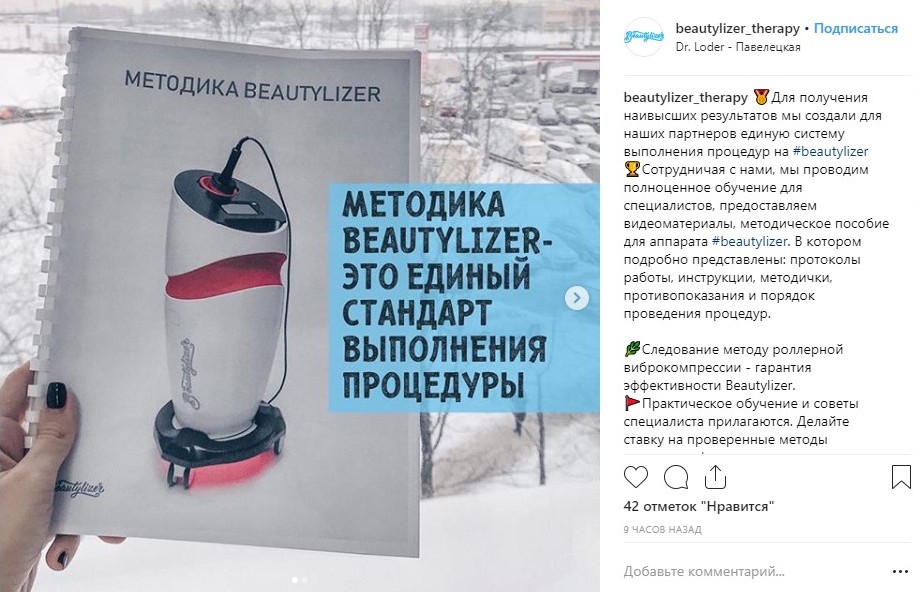 МЕТОДИКА BEAUTYLIZER
Beautylizer
Beautylizer
МЕТОДИКА
BEAUTYLIZER-
ЭТО ЕДИНЫЙ
СТАНДАРТ
ВЫПОЛНЕНИЯ
ПРОЦЕДУРЫ
Beautylizer
beautylizer_therapy • Подписаться
Dr. Loder - Павелецкая
beautylizer_therapy 🏅Для получения
наивысших результатов мы создали для
наших партнеров единую систему
выполнения процедур на #beautylizer
🏆Сотрудничая с нами, мы проводим
полноценное обучение для
специалистов, предоставляем
видеоматериалы, методическое пособие
для аппарата #beautylizer. В котором
подробно представлены: протоколы
работы, инструкции, методички,
противопоказания и порядок
проведения процедур.
🌿Следование методу роллерной
виброкомпрессии - гарантия
эффективности Beautylizer.
🚩Практическое обучение и советы
специалиста прилагаются. Делайте
ставку на проверенные методы
42 отметок "Нравится"
9 ЧАСОВ НАЗАД
Добавьте комментарий...